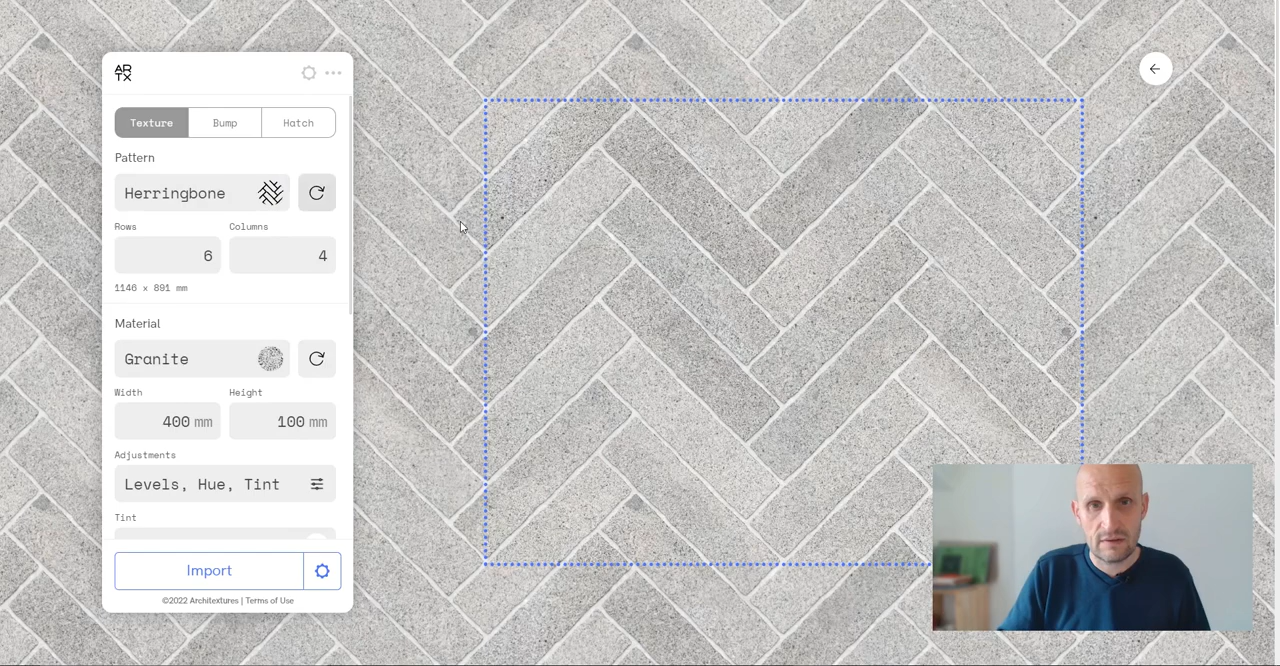 AR
TX
Texture Bump Hatch
Pattern
Herringbone
Rows Columns
6 4
1146 x 891 mm
Material
Granite
Width Height
400 mm 100 mm
Adjustments
Levels, Hue, Tint
Tint
Import
©2022 Architextures | Terms of Use